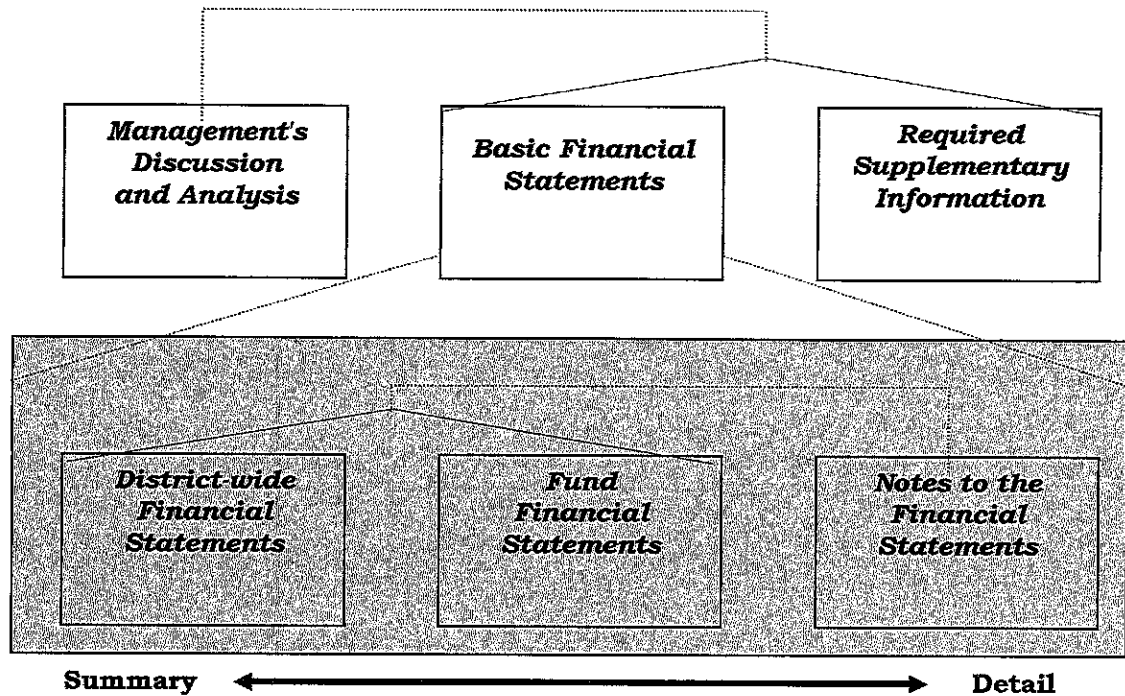 Management's
Discussion
and Analysis
Basic Financial
Statements
Required
Supplementary
Information
District-wide
Financial
Statements
Fund
Financial
Statements
Notes to the
Financial
Statements
Summary
Detail